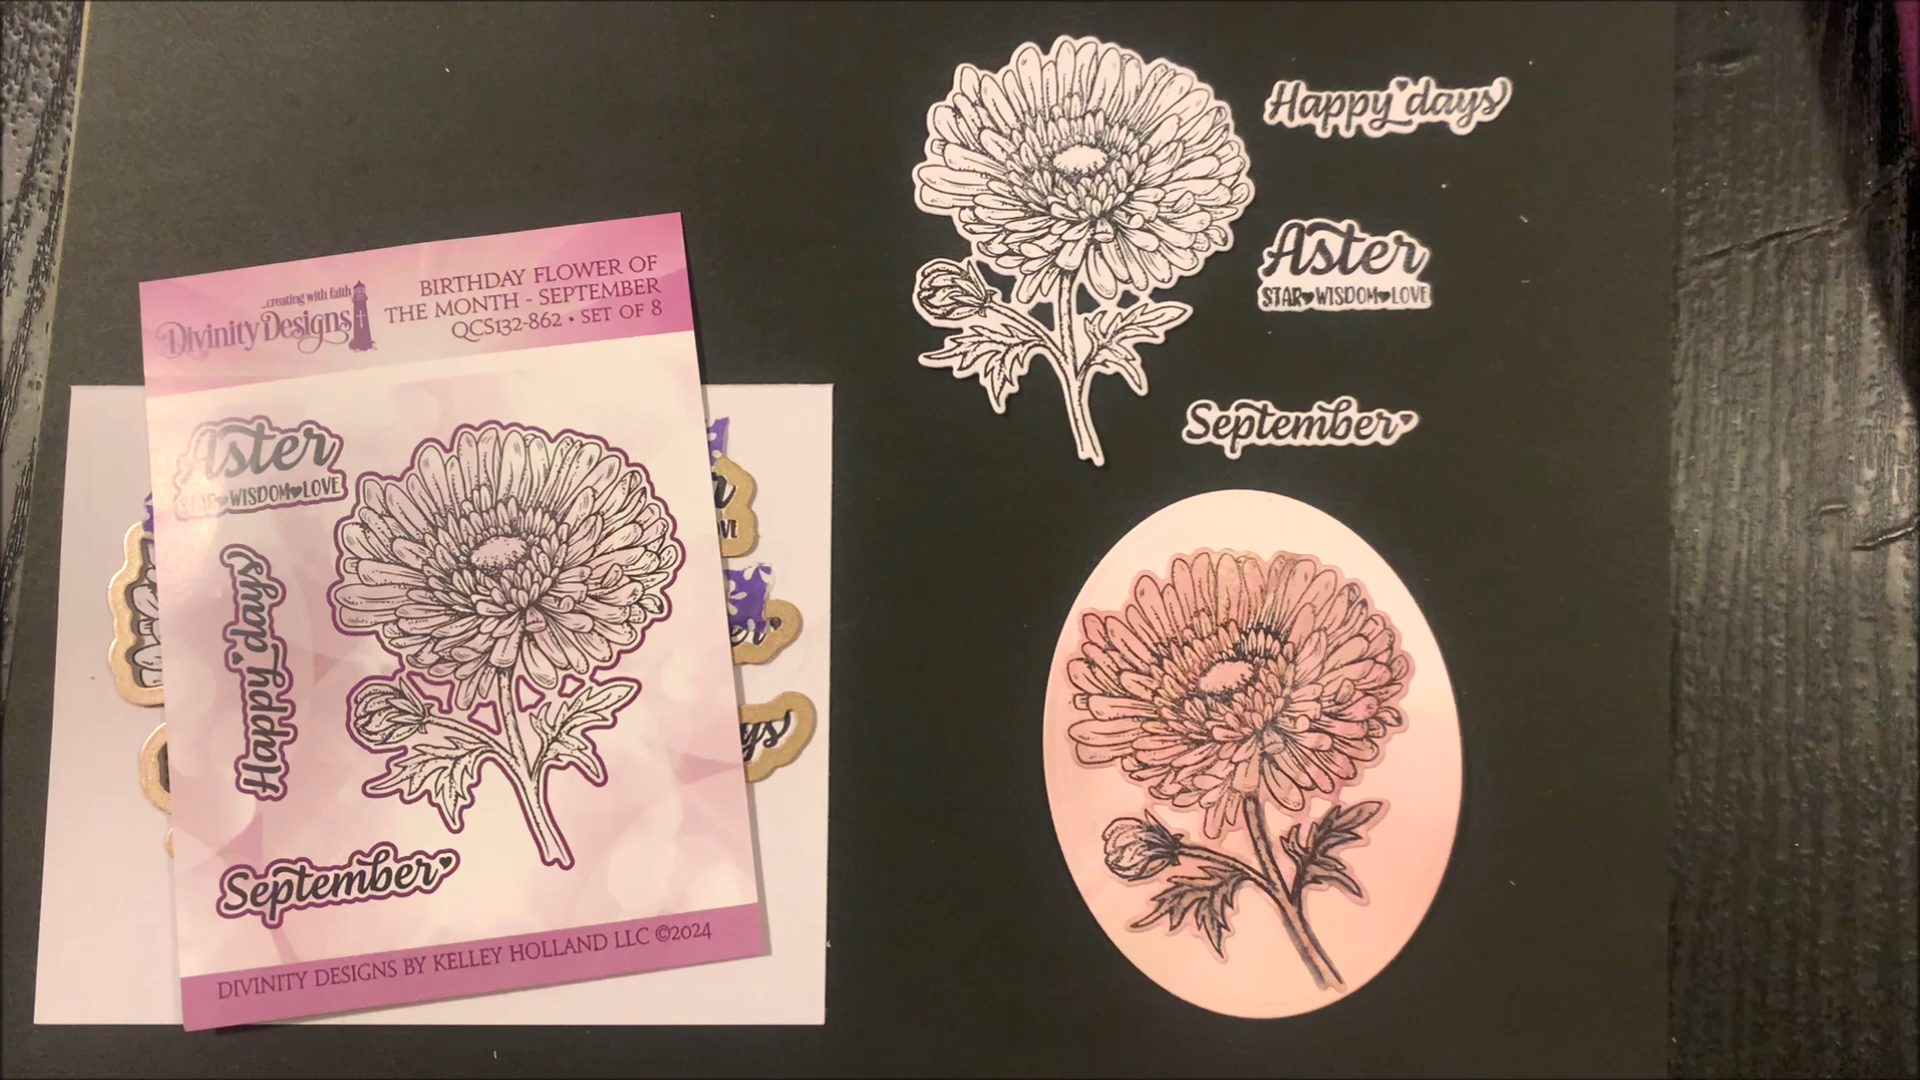 ...creating with faith
Divinity Designs
BIRTHDAY FLOWER OF
THE MONTH - SEPTEMBER
QCS132-862 • SET OF 8
Aster
STAR♥WISDOM♥LOVE
Happy days
September
DIVINITY DESIGNS BY KELLEY HOLLAND LLC ©2024
Happy days
Aster
STAR♥WISDOM♥LOVE
September